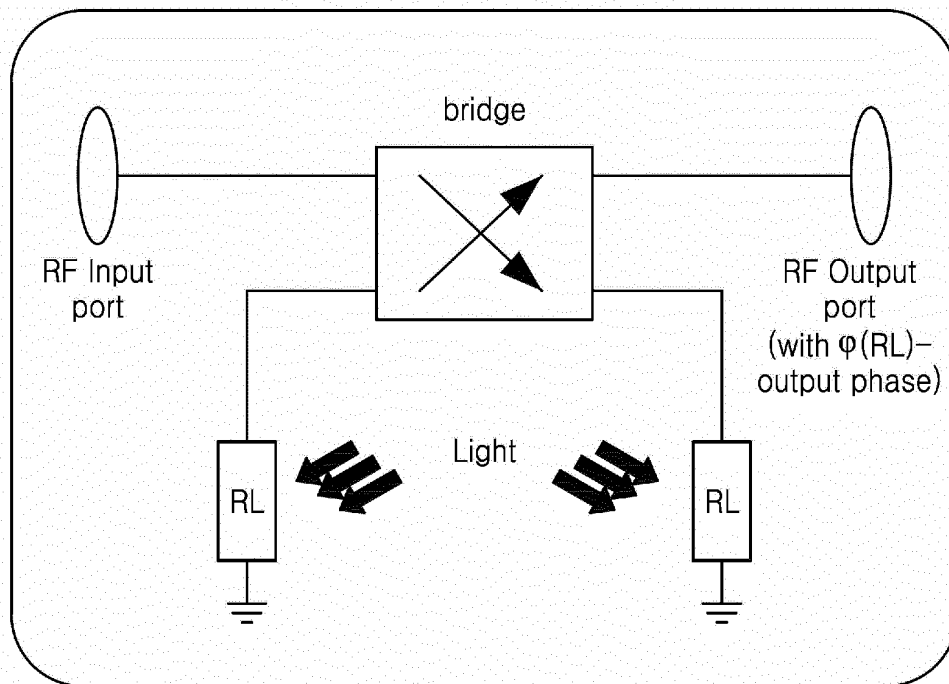 bridge
RF Input
port
RF Output
port
(with φ(RL)−
output phase)
Light
RL
RL